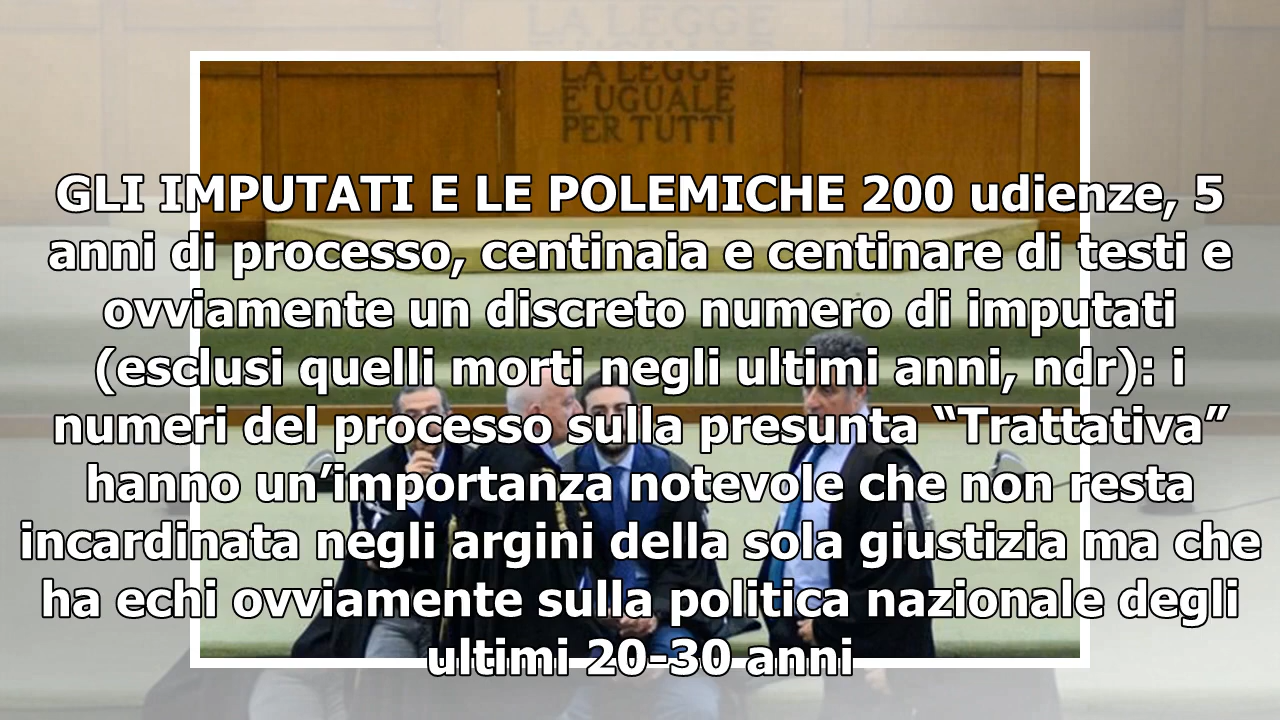 LA LEGGE
LA LEGGE
E' UGUALE
PER TUTTI
GLI IMPUTATI E LE POLEMICHE 200 udienze, 5
anni di processo, centinaia e centinare di testi e
ovviamente un discreto numero di imputati
(esclusi quelli morti negli ultimi anni, ndr): i
numeri del processo sulla presunta “Trattativa”
hanno un’importanza notevole che non resta
incardinata negli argini della sola giustizia ma che
ha echi ovviamente sulla politica nazionale degli
ultimi 20-30 anni